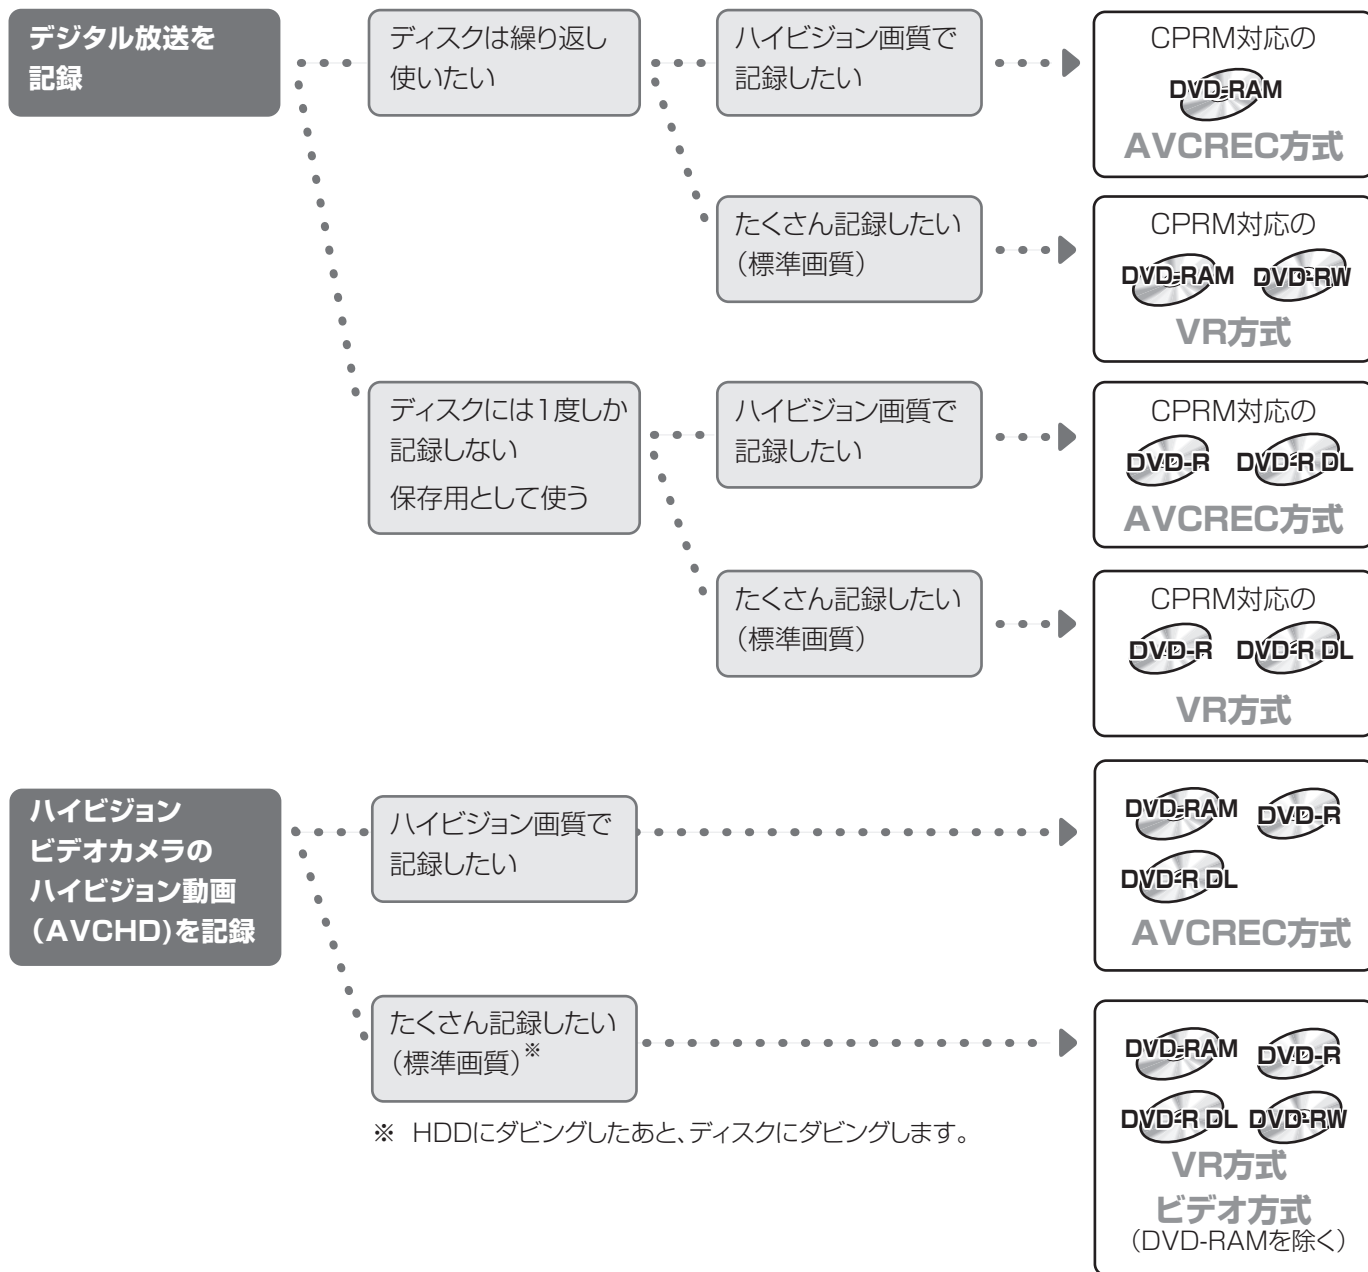 デジタル放送を
記録
ディスクは繰り返し
使いたい
ハイビジョン画質で
記録したい
CPRM対応の
DVD-RAM
AVCREC方式
たくさん記録したい
（標準画質）
CPRM対応の
DVD-RAM DVD-RW
VR方式
ディスクには1度しか
記録しない
保存用として使う
ハイビジョン画質で
記録したい
CPRM対応の
DVD-R DVD-R DL
AVCREC方式
たくさん記録したい
（標準画質）
CPRM対応の
DVD-R DVD-R DL
VR方式
ハイビジョン
ビデオカメラの
ハイビジョン動画
（AVCHD)を記録
ハイビジョン画質で
記録したい
DVD-RAM DVD-R
DVD-R DL
AVCREC方式
たくさん記録したい
（標準画質）※
※ HDDにダビングしたあと、ディスクにダビングします。
DVD-RAM DVD-R
DVD-R DL DVD-RW
VR方式
ビデオ方式
（DVD-RAMを除く）